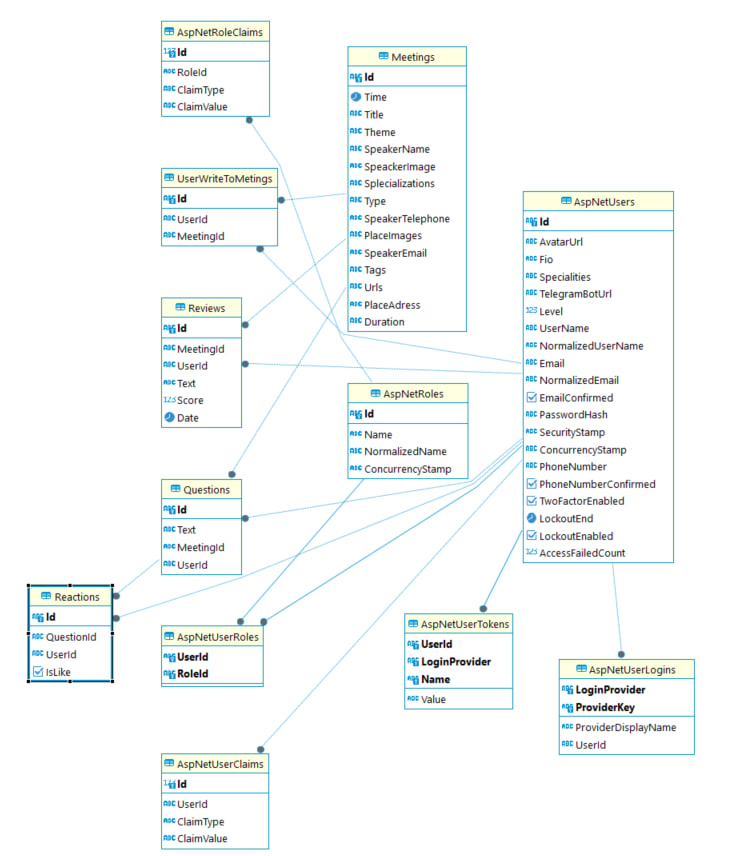 AspNetRoleClaims
Id
RoleId
ClaimType
ClaimValue
Meetings
Id
Time
Title
Theme
SpeakerName
SpeackerImage
Splecializations
Type
SpeakerTelephone
PlaceImages
SpeakerEmail
Tags
Urls
PlaceAdress
Duration
UserWriteToMetings
Id
UserId
MeetingId
AspNetUsers
Id
AvatarUrl
Fio
Specialities
TelegramBotUrl
Level
UserName
NormalizedUserName
Email
NormalizedEmail
EmailConfirmed
PasswordHash
SecurityStamp
ConcurrencyStamp
PhoneNumber
PhoneNumberConfirmed
TwoFactorEnabled
LockoutEnd
LockoutEnabled
AccessFailedCount
Reviews
Id
MeetingId
UserId
Text
Score
Date
AspNetRoles
Id
Name
NormalizedName
ConcurrencyStamp
Questions
Id
Text
MeetingId
UserId
Reactions
Id
QuestionId
UserId
IsLike
AspNetUserRoles
UserId
RoleId
AspNetUserTokens
UserId
LoginProvider
Name
Value
AspNetUserLogins
LoginProvider
ProviderKey
ProviderDisplayName
UserId
AspNetUserClaims
Id
UserId
ClaimType
ClaimValue